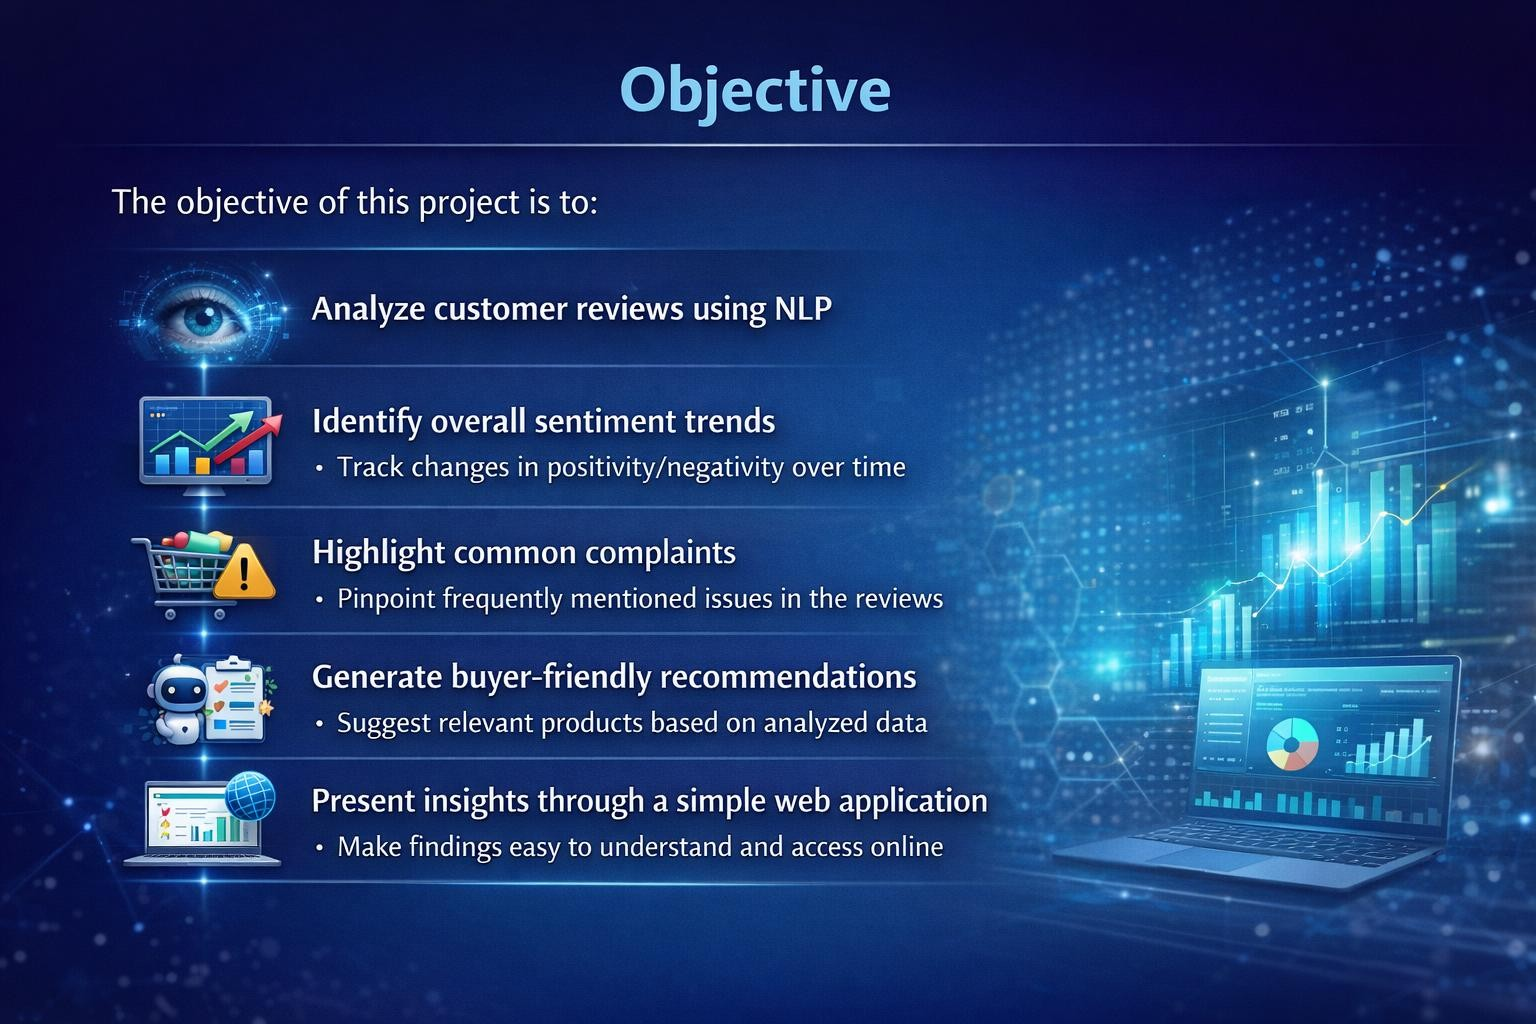 Objective
The objective of this project is to:
Analyze customer reviews using NLP
Identify overall sentiment trends
• Track changes in positivity/negativity over time
Highlight common complaints
• Pinpoint frequently mentioned issues in the reviews
Generate buyer-friendly recommendations
• Suggest relevant products based on analyzed data
Present insights through a simple web application
• Make findings easy to understand and access online